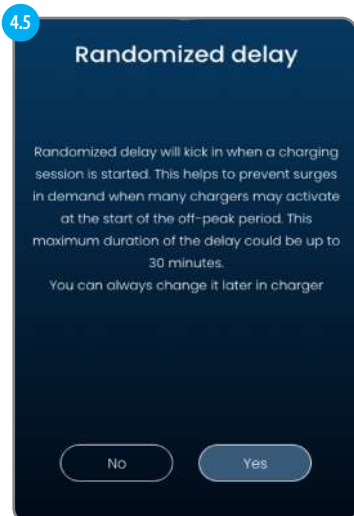 4.5
Randomized delay
Randomized delay will kick in when a charging
session is started. This helps to prevent surges
in demand when many chargers may activate
at the start of the off-peak period. This
maximum duration of the delay could be up to
30 minutes.
You can always change it later in charger
No
Yes